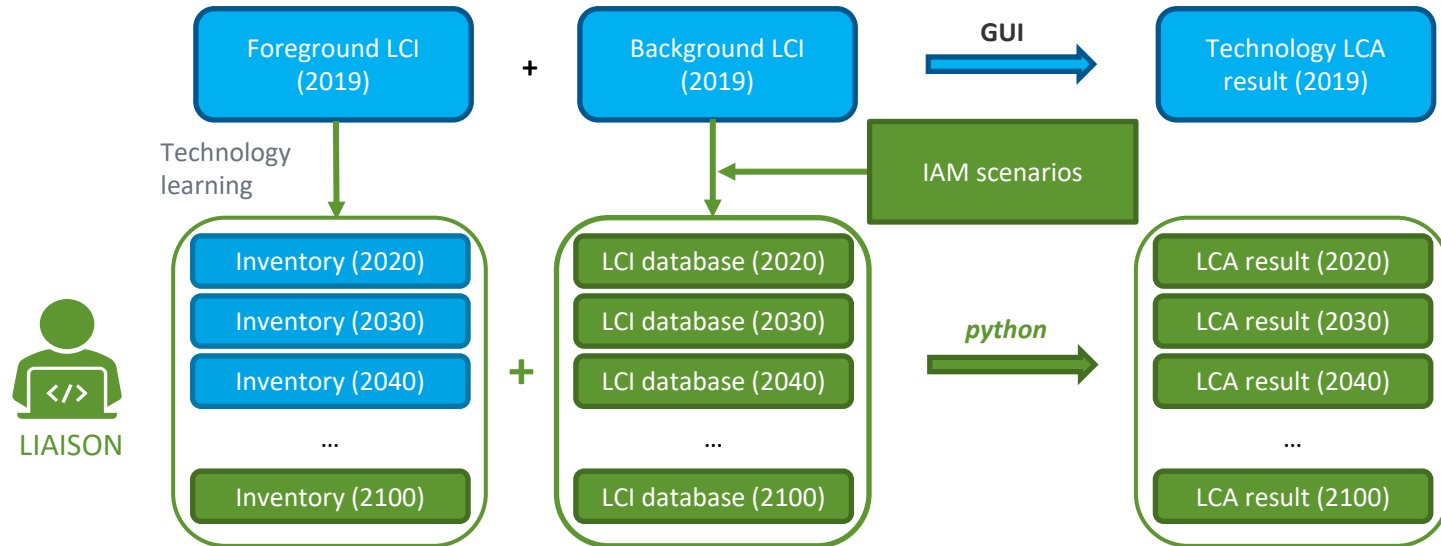 Foreground LCI
(2019)
+
Background LCI
(2019)
GUI
Technology LCA
result (2019)
Technology
learning
IAM scenarios
Inventory (2020)
Inventory (2030)
Inventory (2040)
...
Inventory (2100)
+
LCI database (2020)
LCI database (2030)
LCI database (2040)
...
LCI database (2100)
python
LCA result (2020)
LCA result (2030)
LCA result (2040)
...
LCA result (2100)
</>
LIAISON